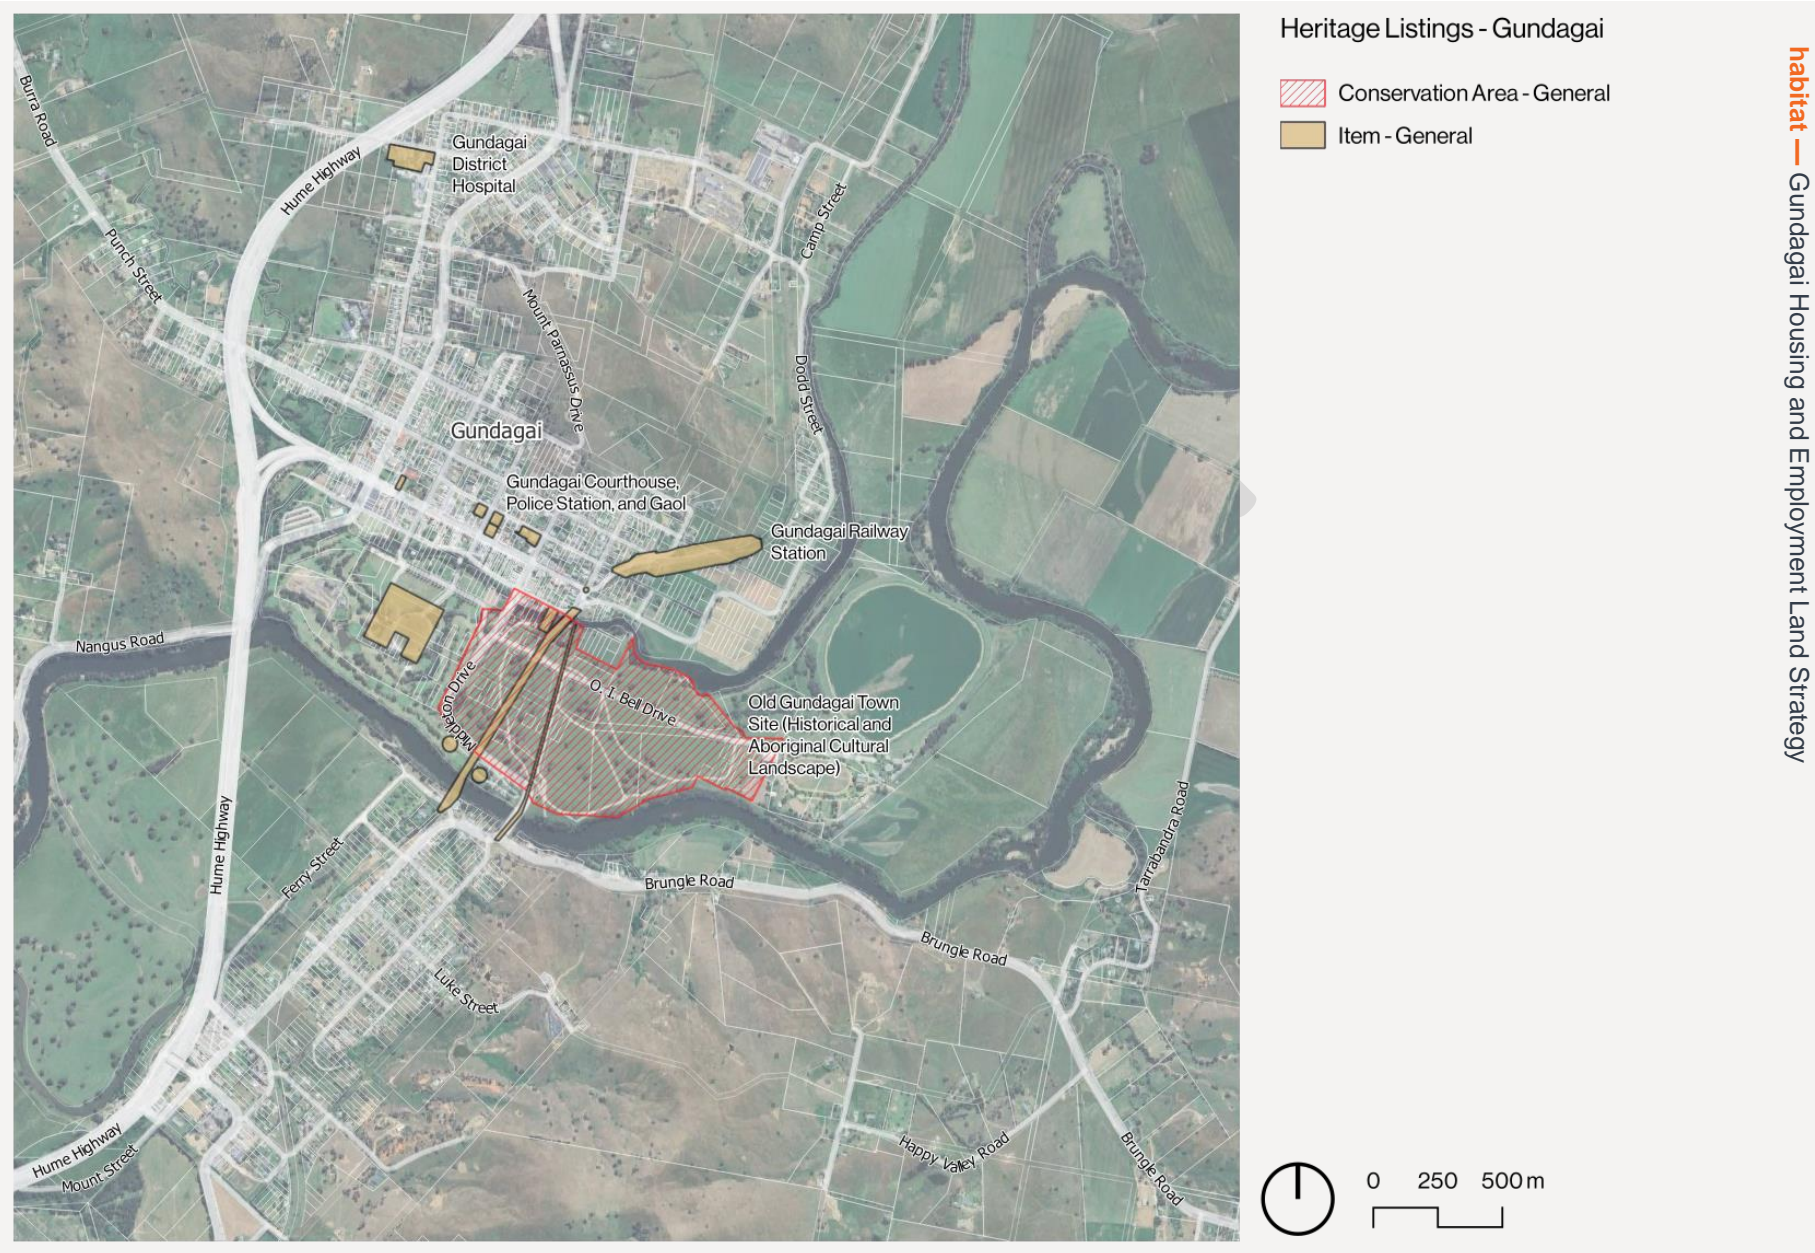 Heritage Listings - Gundagai
Conservation Area - General
Item - General
habitat — Gundagai Housing and Employment Land Strategy
Burra Road
Hume Highway
Gundagai
District
Hospital
Camp Street
Punch Street
Mount Parnassus Drive
Dodd Street
Gundagai
Gundagai Courthouse,
Police Station, and Gaol
Gundagai Railway
Station
Nangus Road
Middleton Drive
O. I. Bell Drive
Old Gundagai Town
Site (Historical and
Aboriginal Cultural
Landscape)
Hume Highway
Ferry Street
Brungle Road
Tarrabandra Road
Brungle Road
Luke Street
Happy Valley Road
Brungle Road
Hume Highway
Mount Street
0 250 500 m